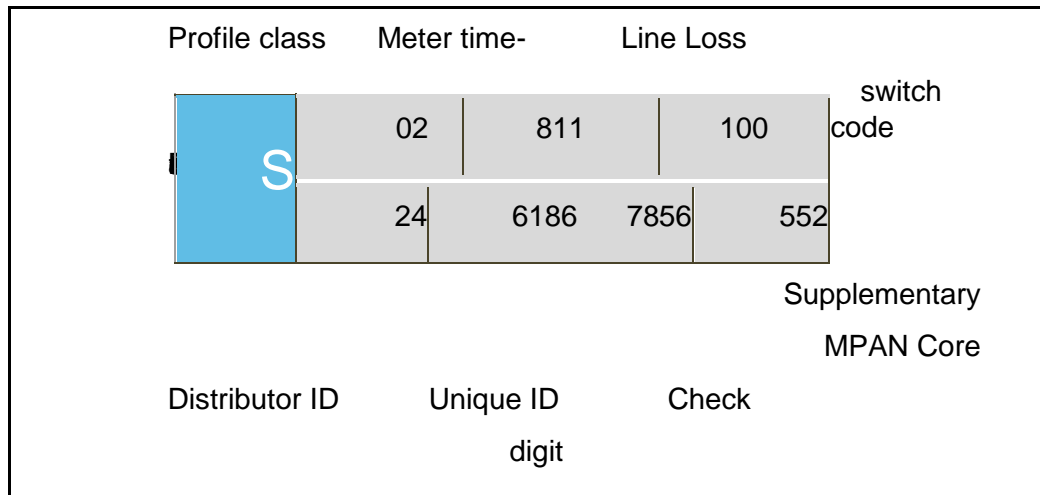 Profile class Meter time- Line Loss
switch
02 811 100 code
S
24 6186 7856 552
Supplementary
MPAN Core
Distributor ID Unique ID Check
digit